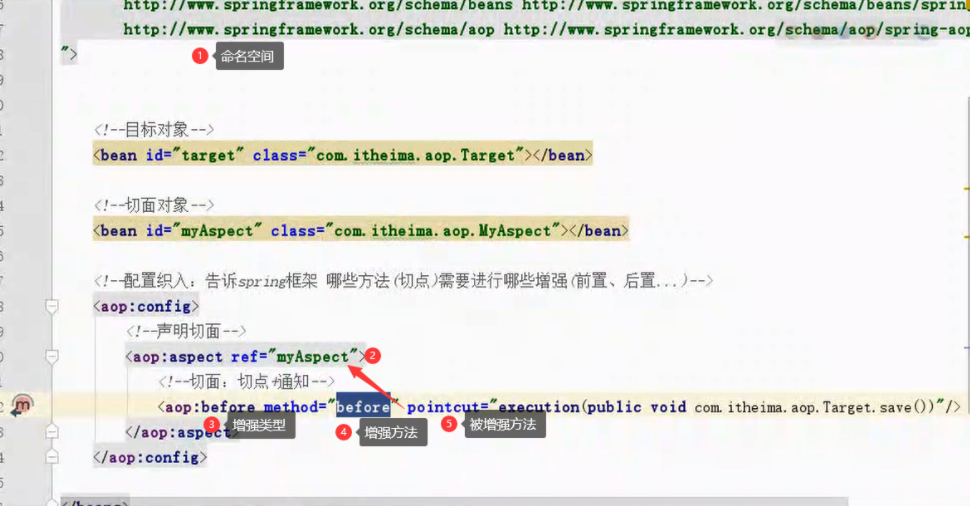 http://www.springframework.org/schema/beans http://www.springframework.org/schema/beans/sprin
http://www.springframework.org/schema/aop http://www.springframework.org/schema/aop/spring-aop
">
1 命名空间
<!--目标对象-->
<bean id="target" class="com.itheima.aop.Target"></bean>
<!--切面对象-->
<bean id="myAspect" class="com.itheima.aop.MyAspect"></bean>
<!--配置织入：告诉spring框架 哪些方法(切点)需要进行哪些增强(前置、后置...)-->
<aop:config>
<!--声明切面-->
<aop:aspect ref="myAspect">
2
<!--切面：切点+通知-->
<aop:before method="before" pointcut="execution(public void com.itheima.aop.Target.save())"/>
3 增强类型
4 增强方法
5 被增强方法
</aop:aspect>
</aop:config>
</beans>